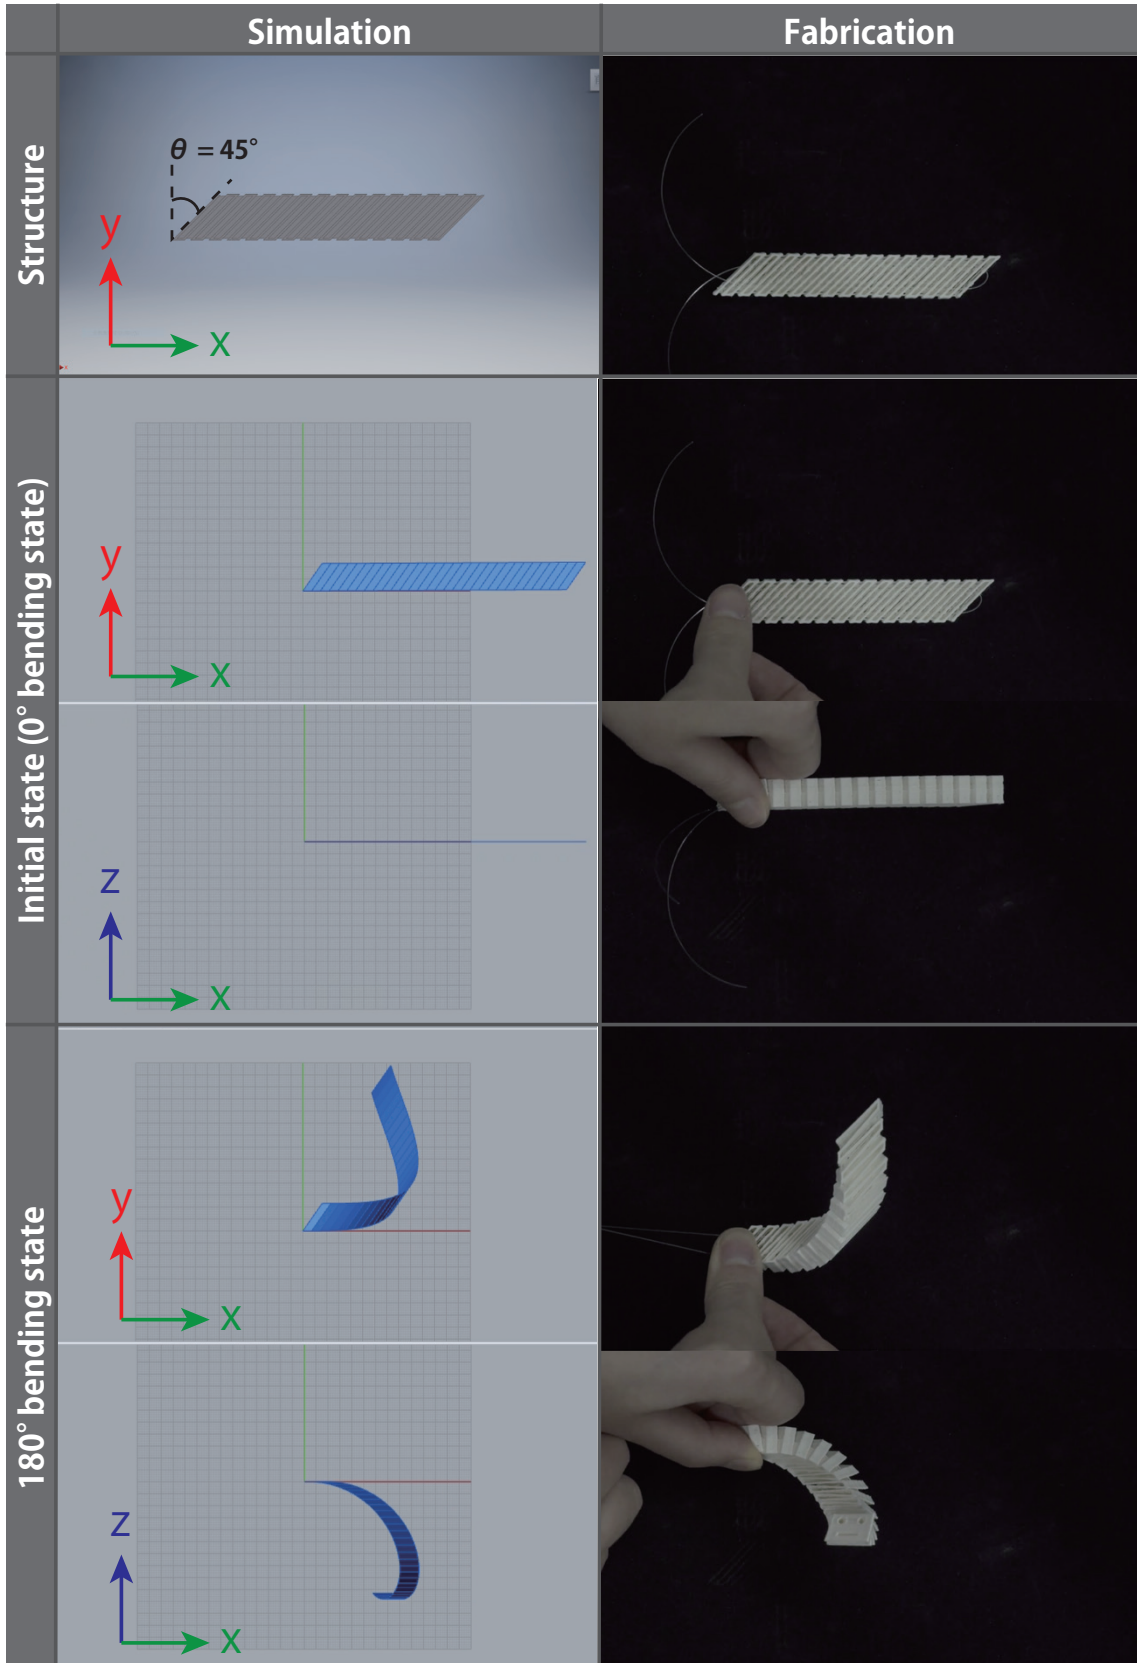 Simulation
Fabrication
Structure
θ = 45°
y
x
Initial state (0° bending state)
y
x
z
x
180° bending state
y
x
z
x